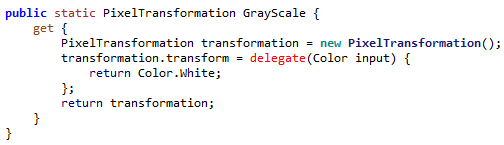 public static PixelTransformation GrayScale {
    get {
        PixelTransformation transformation = new PixelTransformation();
        transformation.transform = delegate(Color input) {
            return Color.White;
        };
        return transformation;
    }
}